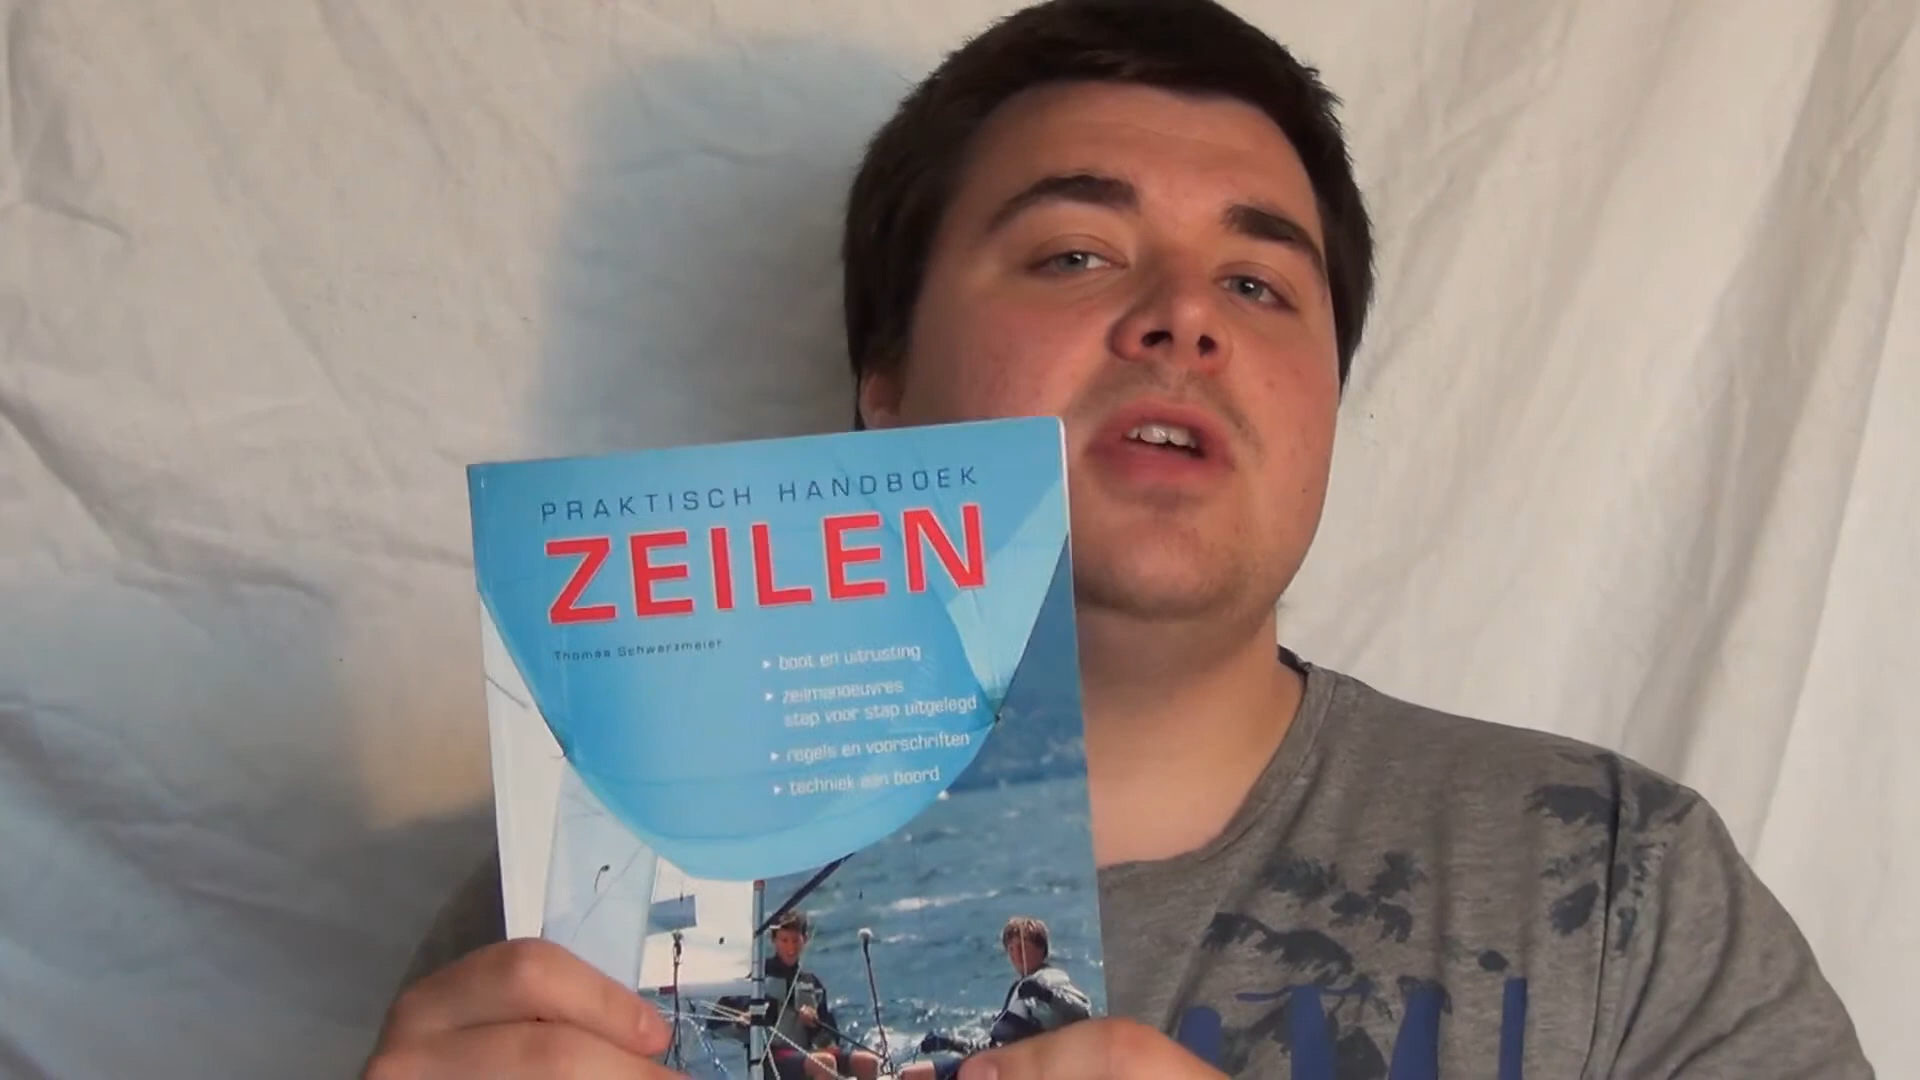 PRAKTISCH HANDBOEK
ZEILEN
Thomas Schwarzmeier
▸ boot en uitrusting
▸ zeilmanoeuvres
stap voor stap uitgelegd
▸ regels en voorschriften
▸ techniek aan boord